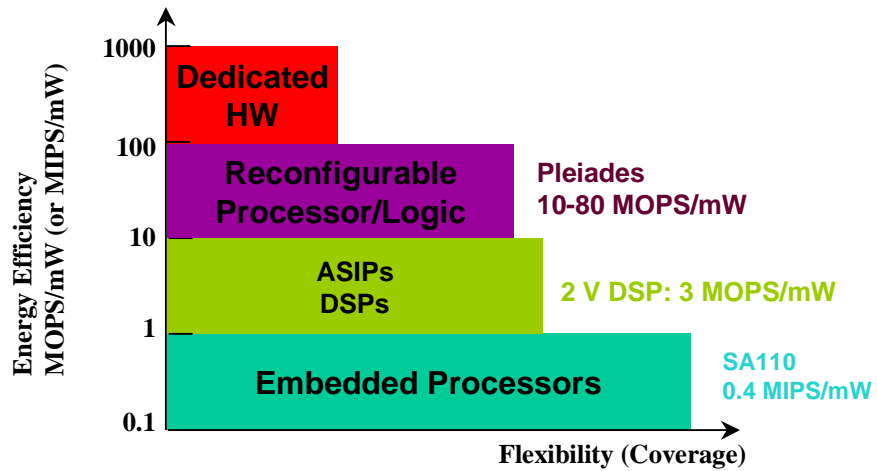 1000
Dedicated
HW
100
Reconfigurable
Processor/Logic
Pleiades
10-80 MOPS/mW
10
ASIPs
DSPs
2 V DSP: 3 MOPS/mW
1
Embedded Processors
SA110
0.4 MIPS/mW
0.1
Energy Efficiency
MOPS/mW (or MIPS/mW)
Flexibility (Coverage)